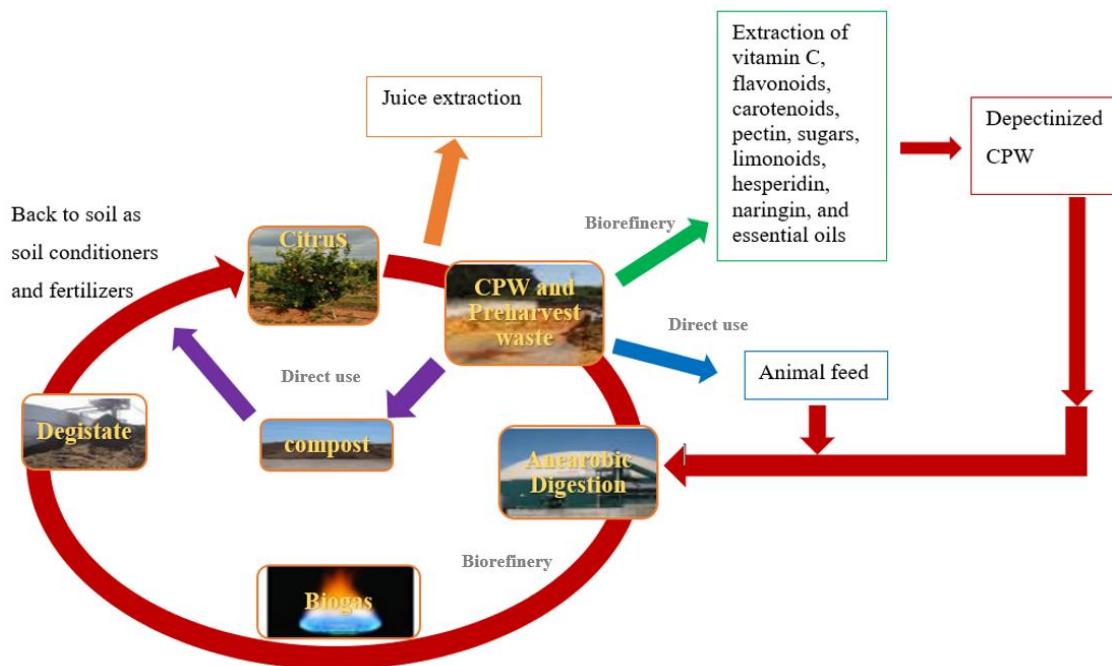 Juice extraction
Extraction of
vitamin C,
flavonoids,
carotenoids,
pectin, sugars,
limonoids,
hesperidin,
naringin, and
essential oils
Depectinized
CPW
Back to soil as
soil conditioners
and fertilizers
Citrus
Biorefinery
CPW and
Preharvest
waste
Direct use
Direct use
Animal feed
Degistate
compost
Anearobic
Digestion
Biorefinery
Biogas